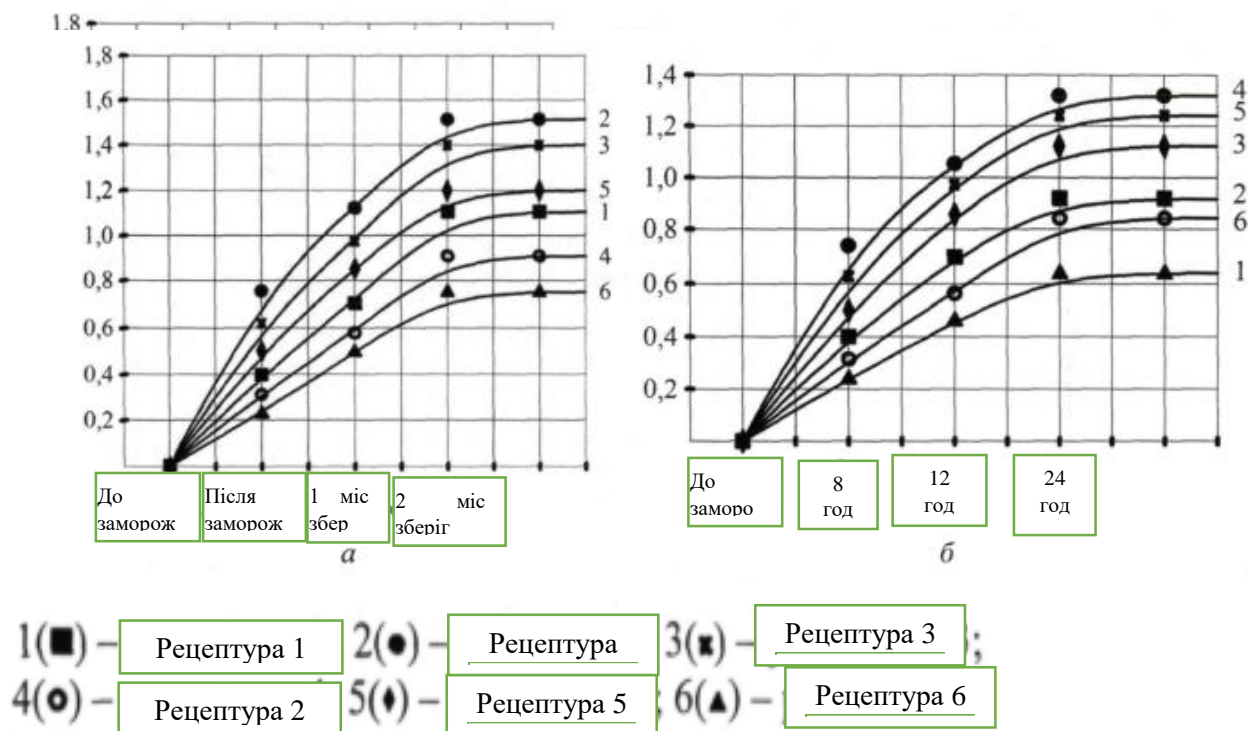 1.8
1,8
1,6
1,4
1,2
1,0
0,8
0,6
0,4
0,2
2
3
5
1
4
6
До
заморож
Після
заморож
1 міс
збер
2 міс
зберіг
а
1,4
1,2
1,0
0,8
0,6
0,4
0,2
4
5
3
2
6
1
До
заморо
8
год
12
год
24
год
б
1(■) – Рецептура 1 2(●) – Рецептура 3(✖) – Рецептура 3;
4(○) – Рецептура 2 5(♦) – Рецептура 5 ; 6(▲) – Рецептура 6